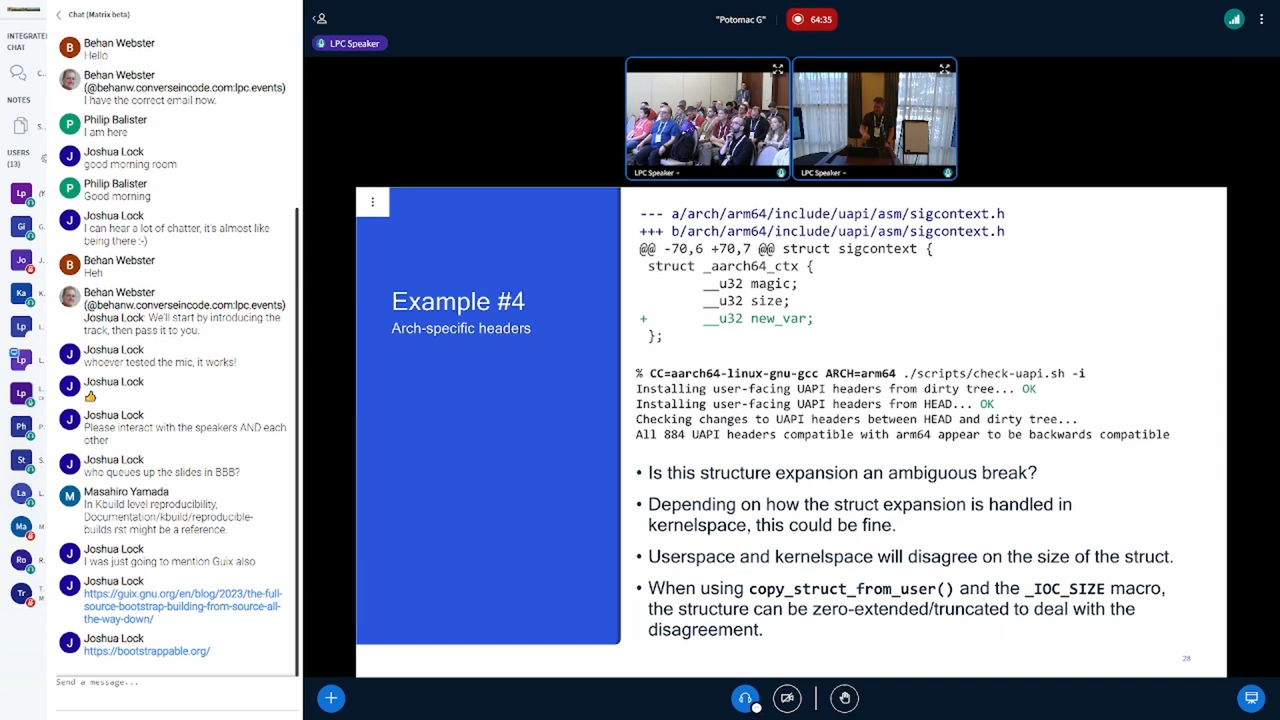 INTEGRATE
CHAT
C..
NOTES
S..
USERS
(13)
Lp
Gl
Jo
Ka
Lp
Lp
Lp
Ph
St
La
Ma
Ro
Tr
Chat (Matrix beta)
B
Behan Webster
Hello
Behan Webster
(@behanw.converseincode.com:lpc.events)
I have the correct email now.
P
Philip Balister
I am here
J
Joshua Lock
good morning room
P
Philip Balister
Good morning
J
Joshua Lock
I can hear a lot of chatter, it's almost
like being there :-)
B
Behan Webster
Heh
Behan Webster
(@behanw.converseincode.com:lpc.events)
Joshua Lock: We'll start by introducing the
track, then pass it to you.
J
Joshua Lock
whoever tested the mic, it works!
J
Joshua Lock
👍
J
Joshua Lock
Please interact with the speakers AND each
other
J
Joshua Lock
who queues up the slides in BBB?
M
Masahiro Yamada
In Kbuild level reproducibility,
Documentation/kbuild/reproducible-
builds.rst might be a reference.
J
Joshua Lock
I was just going to mention Guix also
J
Joshua Lock
https://guix.gnu.org/en/blog/2023/the-full-
source-bootstrap-building-from-source-all-
the-way-down/
J
Joshua Lock
https://bootstrappable.org/
Send a message...
"Potomac G"
64:35
LPC Speaker
LPC Speaker
LPC Speaker
Example #4
Arch-specific headers
--- a/arch/arm64/include/uapi/asm/sigcontext.h
+++ b/arch/arm64/include/uapi/asm/sigcontext.h
@@ -70,6 +70,7 @@ struct sigcontext {
struct _aarch64_ctx {
__u32 magic;
__u32 size;
+ __u32 new_var;
};
% CC=aarch64-linux-gnu-gcc ARCH=arm64 ./scripts/check-uapi.sh -i
Installing user-facing UAPI headers from dirty tree... OK
Installing user-facing UAPI headers from HEAD... OK
Checking changes to UAPI headers between HEAD and dirty tree...
All 884 UAPI headers compatible with arm64 appear to be backwards compatible
• Is this structure expansion an ambiguous break?
• Depending on how the struct expansion is handled in
kernelspace, this could be fine.
• Userspace and kernelspace will disagree on the size of the struct.
• When using copy_struct_from_user() and the _IOC_SIZE macro,
the structure can be zero-extended/truncated to deal with the
disagreement.
28